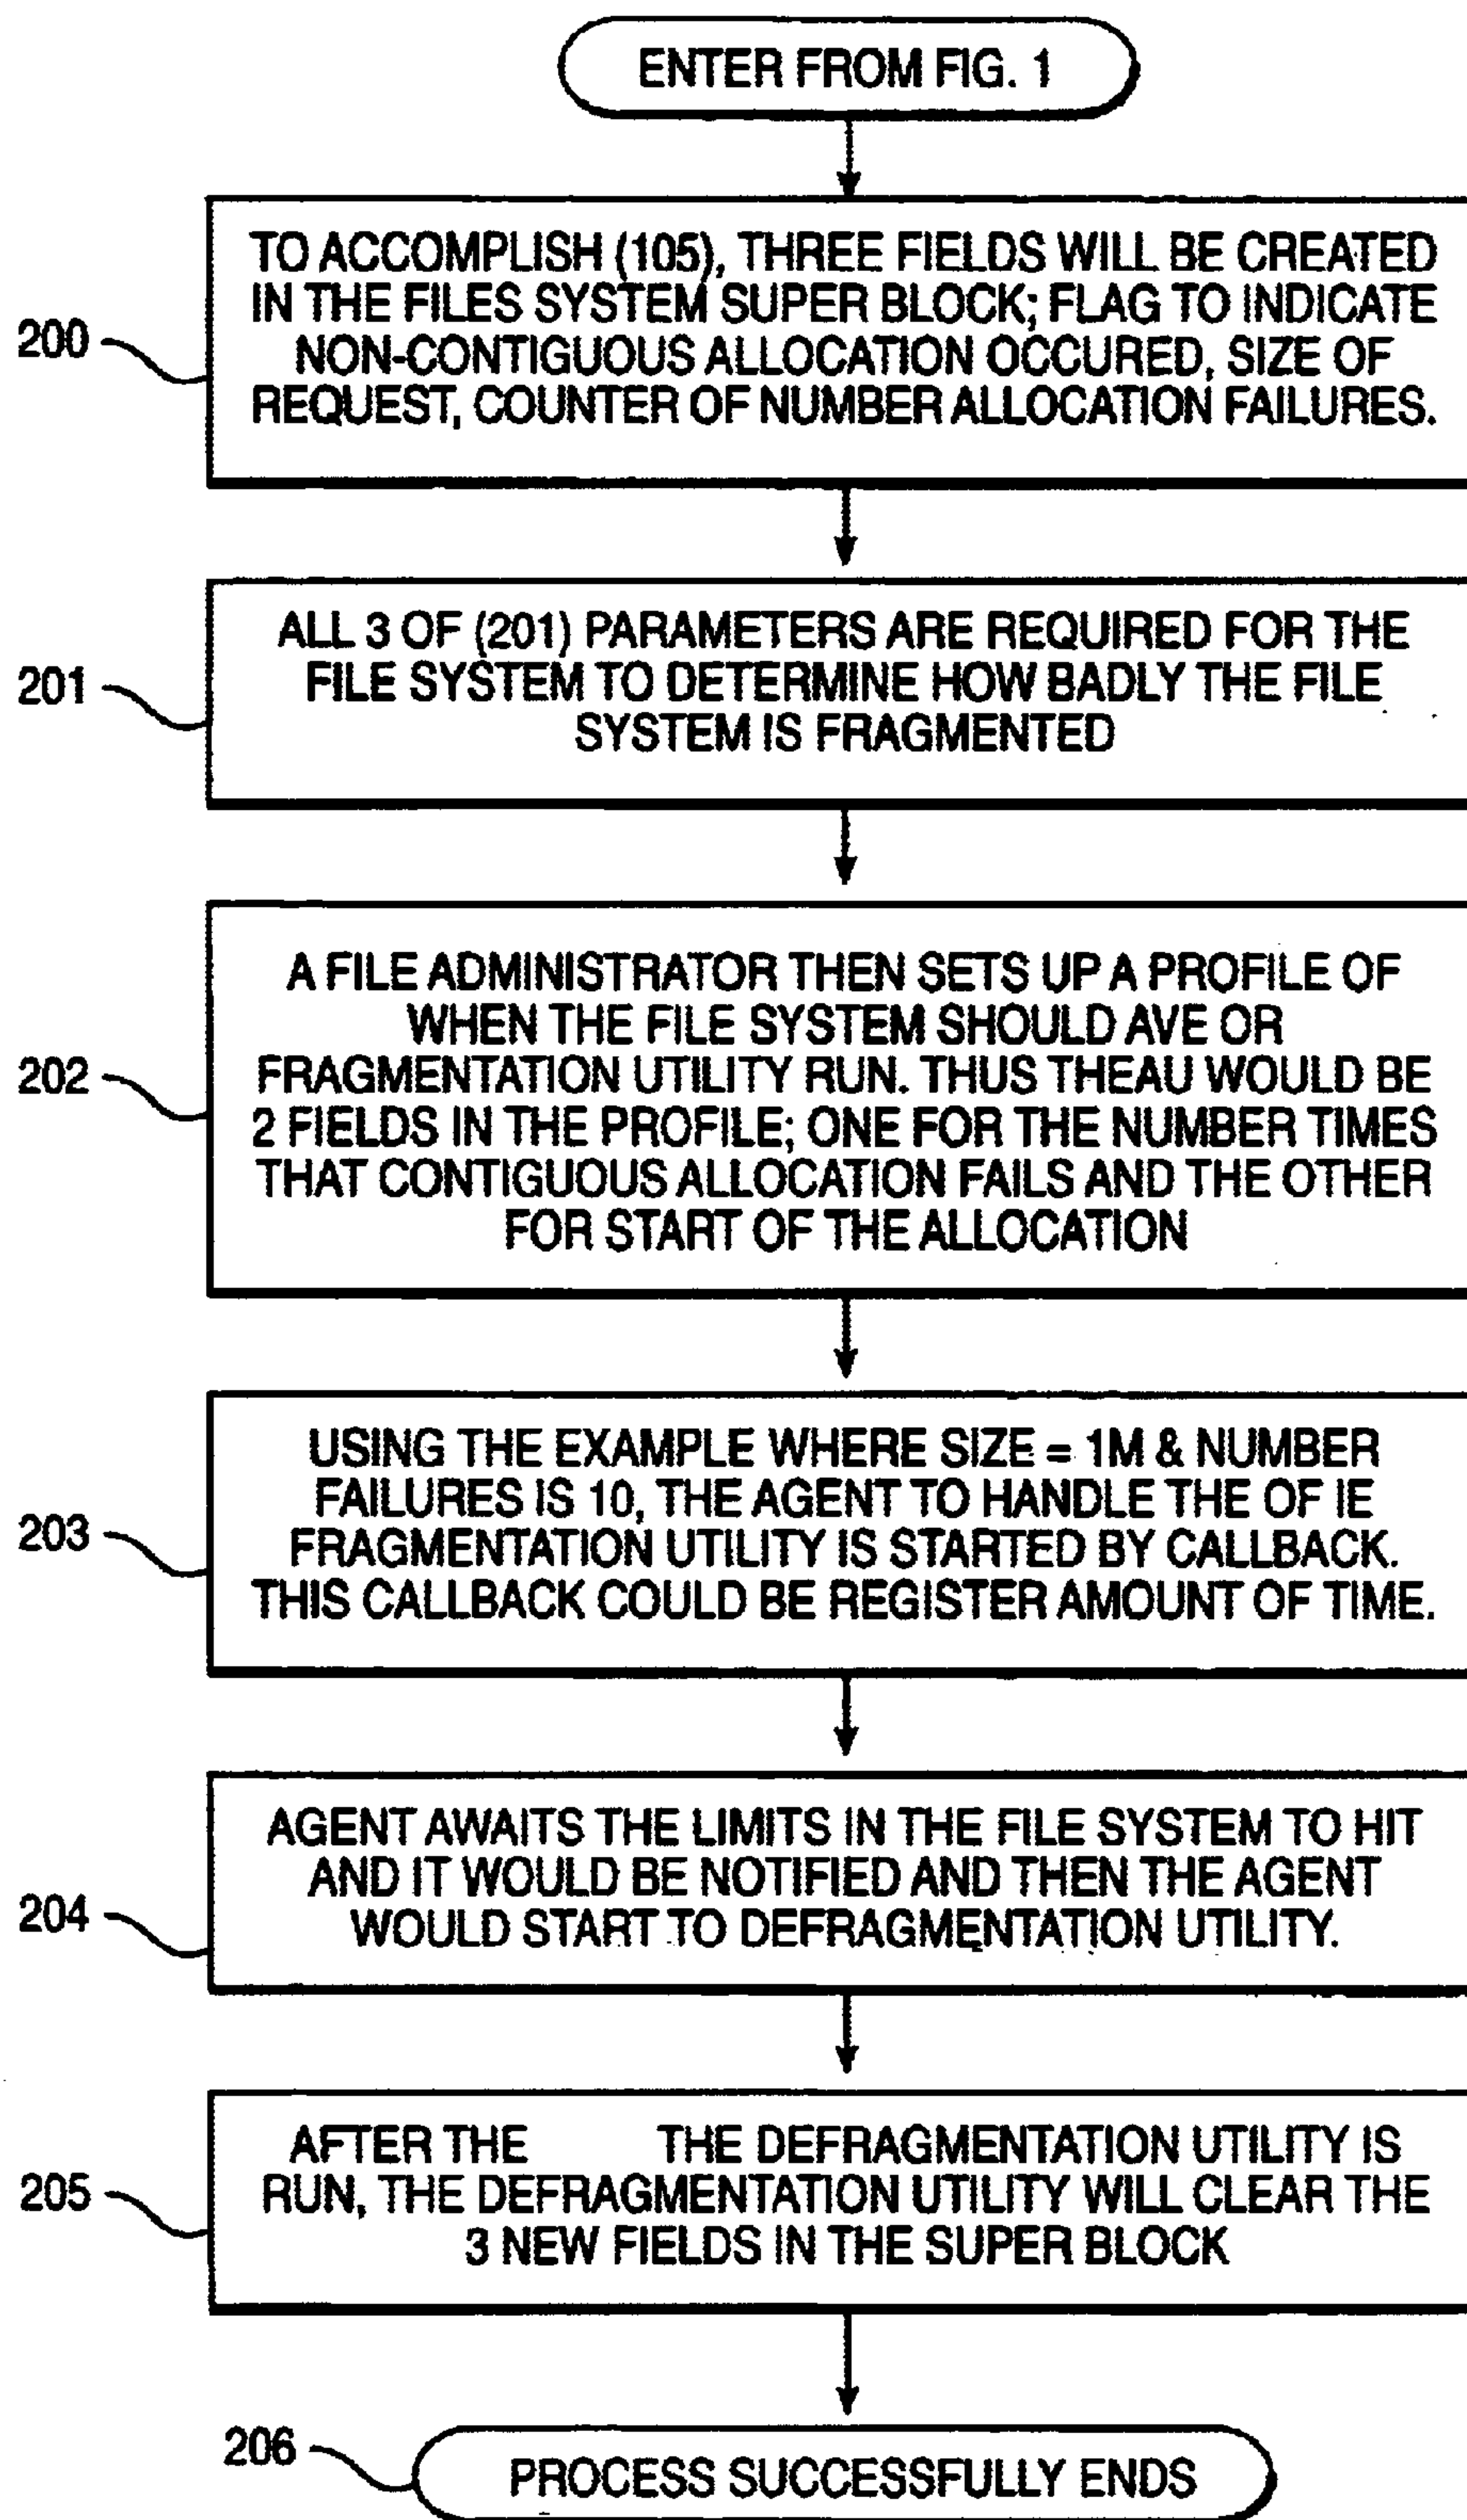 ENTER FROM FIG. 1
200
TO ACCOMPLISH (105), THREE FIELDS WILL BE CREATED
IN THE FILES SYSTEM SUPER BLOCK; FLAG TO INDICATE
NON-CONTIGUOUS ALLOCATION OCCURED, SIZE OF
REQUEST, COUNTER OF NUMBER ALLOCATION FAILURES.
201
ALL 3 OF (201) PARAMETERS ARE REQUIRED FOR THE
FILE SYSTEM TO DETERMINE HOW BADLY THE FILE
SYSTEM IS FRAGMENTED
202
A FILE ADMINISTRATOR THEN SETS UP A PROFILE OF
WHEN THE FILE SYSTEM SHOULD AVE OR
FRAGMENTATION UTILITY RUN. THUS THEAU WOULD BE
2 FIELDS IN THE PROFILE; ONE FOR THE NUMBER TIMES
THAT CONTIGUOUS ALLOCATION FAILS AND THE OTHER
FOR START OF THE ALLOCATION
203
USING THE EXAMPLE WHERE SIZE = 1M & NUMBER
FAILURES IS 10, THE AGENT TO HANDLE THE OF IE
FRAGMENTATION UTILITY IS STARTED BY CALLBACK.
THIS CALLBACK COULD BE REGISTER AMOUNT OF TIME.
204
AGENT AWAITS THE LIMITS IN THE FILE SYSTEM TO HIT
AND IT WOULD BE NOTIFIED AND THEN THE AGENT
WOULD START TO DEFRAGMENTATION UTILITY.
205
AFTER THE THE DEFRAGMENTATION UTILITY IS
RUN, THE DEFRAGMENTATION UTILITY WILL CLEAR THE
3 NEW FIELDS IN THE SUPER BLOCK
206
PROCESS SUCCESSFULLY ENDS